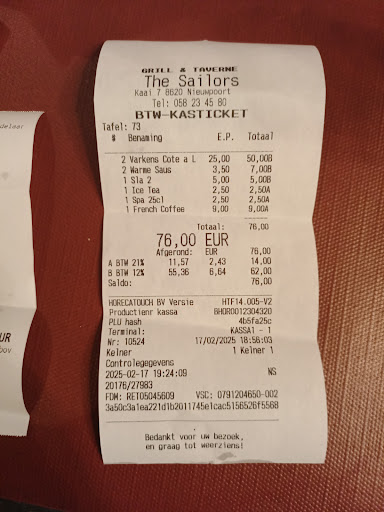 GRILL & TAVERNE
The Sailors
Kaai 7 8620 Nieuwpoort
Tel: 058 23 45 80
BTW-KASTICKET
Tafel: 73
# Benaming E.P. Totaal
2 Varkens Cote a L 25,00 50,00B
2 Warme Saus 3,50 7,00B
1 Sla 2 5,00 5,00B
1 Ice Tea 2,50 2,50A
1 Spa 25cl 2,50 2,50A
1 French Coffee 9,00 9,00A
Totaal: 76,00
76,00 EUR
Afgerond: EUR 76,00
A BTW 21% 11,57 2,43 14,00
B BTW 12% 55,36 6,64 62,00
Saldo: 76,00
HORECATOUCH BV Versie HTF14.005-V2
Productienr kassa BHOR0012304320
PLU hash 4b5fa25c
Terminal: KASSA1 - 1
Nr: 10524 17/02/2025 18:56:03
Kelner 1 Kelner 1
Controlegegevens
2025-02-17 19:24:09 NS
20176/27983
FDM: RET05045609 VSC: 0791204650-002
3a50c3a1ea221d1b2011745e1cac5156526f5568
Bedankt voor uw bezoek,
en graag tot weerziens!
delaar
UR
bov